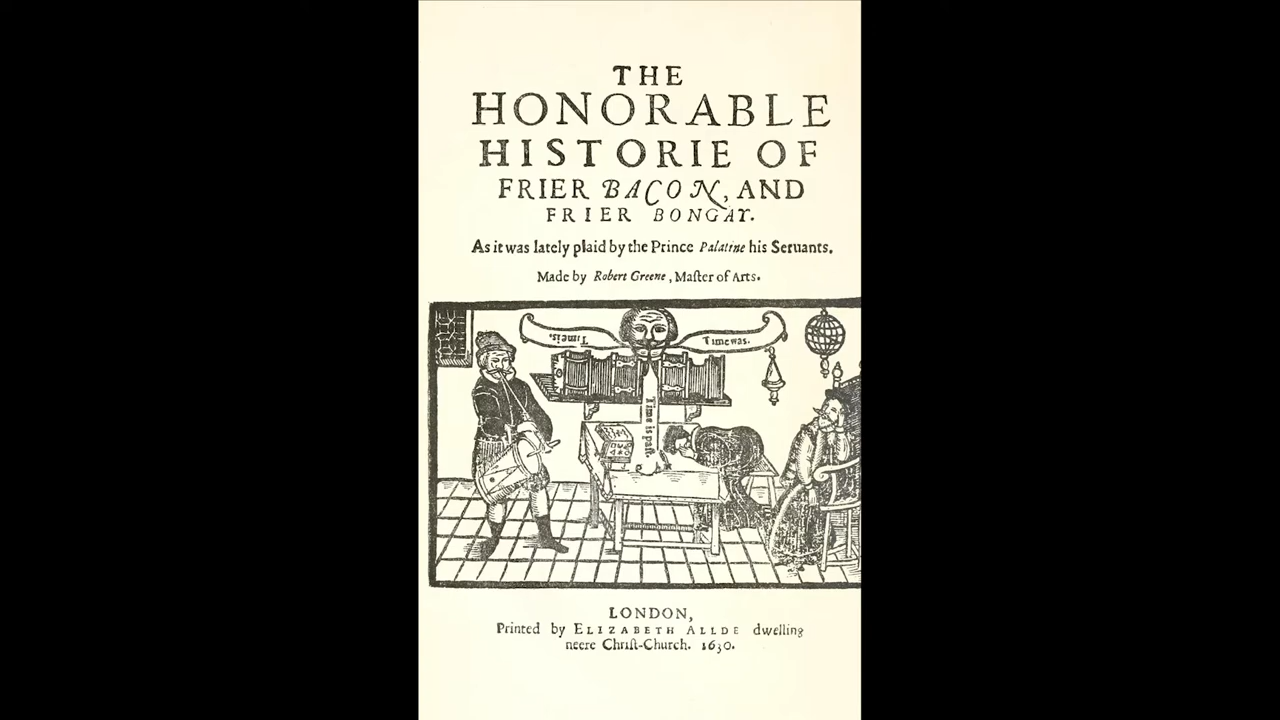 THE
HONORABLE
HISTORIE OF
FRIER BACON, AND
FRIER BONGAY.
As it was lately plaid by the Prince Palatine his Seruants.
Made by Robert Greene, Maſter of Arts.
Time is.
Time was.
Time is paſt.
LONDON,
Printed by ELIZABETH ALLDE dwelling
neere Chriſt-Church. 1630.